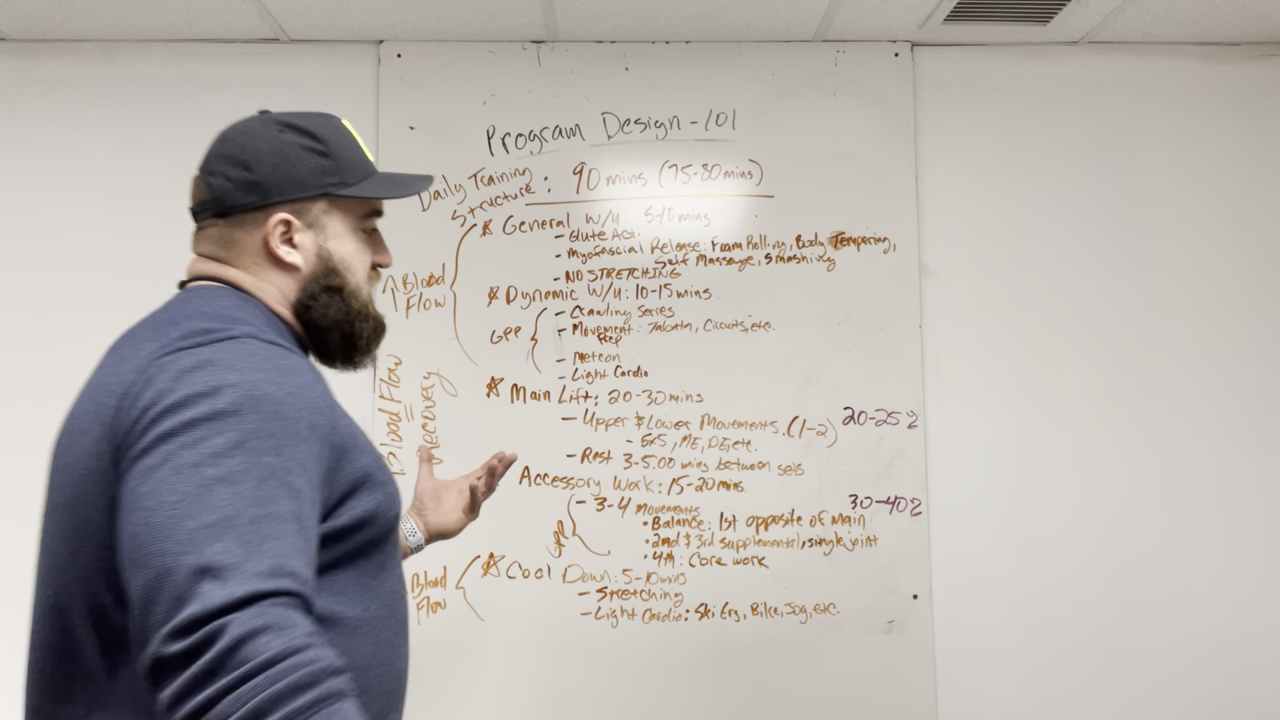 Program Design - 101
Daily Training Structure: 90 mins (75-80 mins)
General W/U: 5-10 mins
- Glute Act.
- Myofascial Release: Foam Rolling, Body Tempering,
Self Massage, Smashing
- NO STRETCHING
↑ Blood Flow
Dynamic W/U: 10-15 mins
GPP
- Crawling Series
- Movement Prep: Tabata, Circuits, etc.
- Metcon
- Light Cardio
Blood Flow = Recovery
Main Lift: 20-30 mins
- Upper & Lower Movements. (1-2) 20-25%
- 5x5, ME, DE, etc.
- Rest 3-5:00 mins between sets
Accessory Work: 15-20 mins.
GPP
- 3-4 movements 30-40%
• Balance: 1st opposite of main
• 2nd & 3rd supplemental, single joint
• 4th: Core work
Blood Flow
Cool Down: 5-10 mins
- Stretching
- Light Cardio: Ski Erg, Bike, Jog, etc.